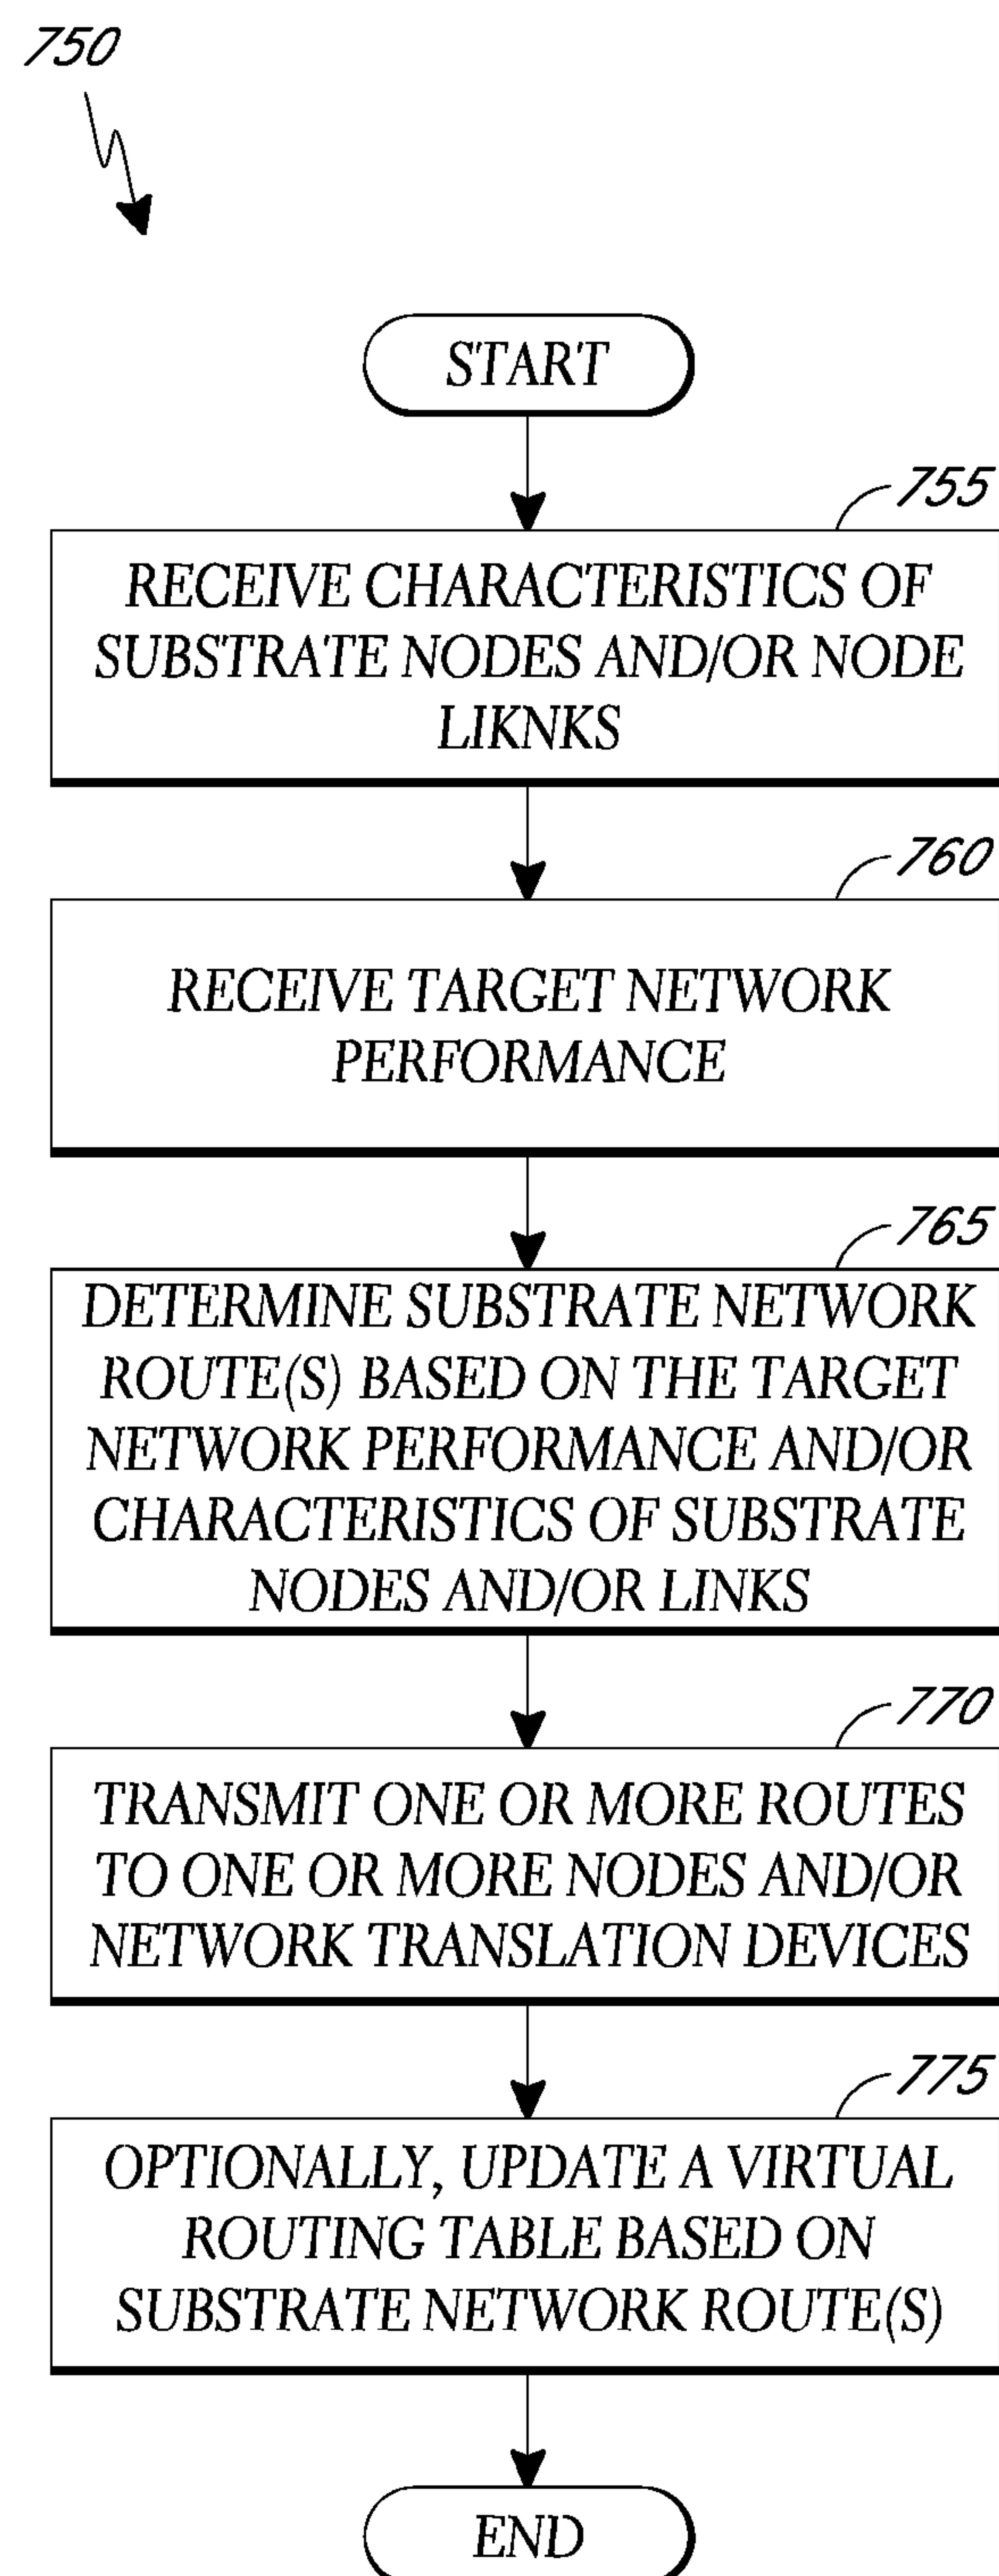 750
START
755
RECEIVE CHARACTERISTICS OF
SUBSTRATE NODES AND/OR NODE
LIKNKS
760
RECEIVE TARGET NETWORK
PERFORMANCE
765
DETERMINE SUBSTRATE NETWORK
ROUTE(S) BASED ON THE TARGET
NETWORK PERFORMANCE AND/OR
CHARACTERISTICS OF SUBSTRATE
NODES AND/OR LINKS
770
TRANSMIT ONE OR MORE ROUTES
TO ONE OR MORE NODES AND/OR
NETWORK TRANSLATION DEVICES
775
OPTIONALLY, UPDATE A VIRTUAL
ROUTING TABLE BASED ON
SUBSTRATE NETWORK ROUTE(S)
END